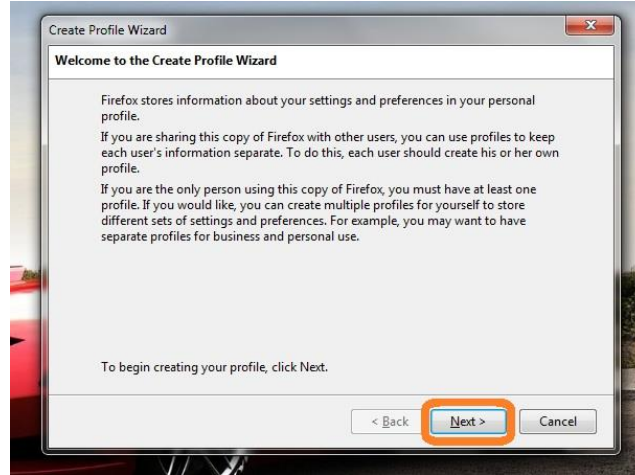 Create Profile Wizard
Welcome to the Create Profile Wizard
Firefox stores information about your settings and preferences in your personal
profile.
If you are sharing this copy of Firefox with other users, you can use profiles to keep
each user's information separate. To do this, each user should create his or her own
profile.
If you are the only person using this copy of Firefox, you must have at least one
profile. If you would like, you can create multiple profiles for yourself to store
different sets of settings and preferences. For example, you may want to have
separate profiles for business and personal use.
To begin creating your profile, click Next.
< Back Next > Cancel